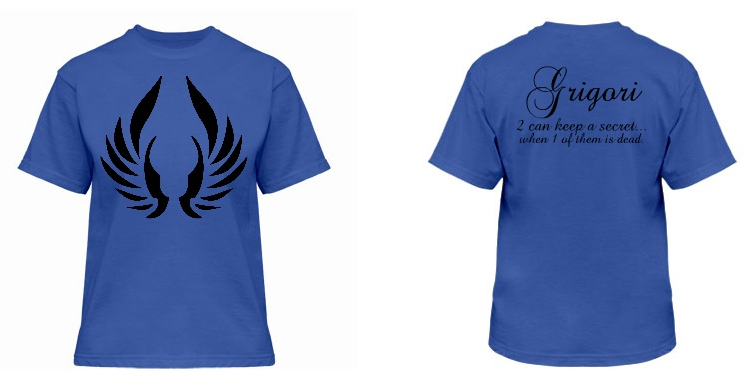 Grigori
2 can keep a secret...
when 1 of them is dead.